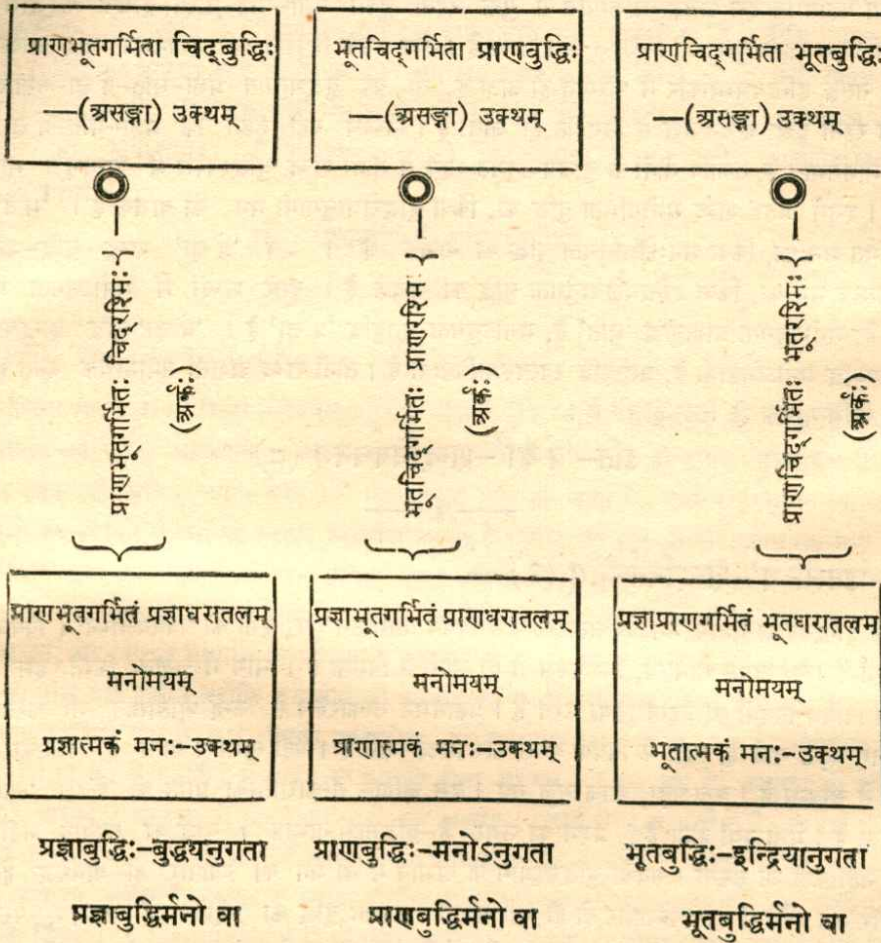 प्राणभूतगर्भिता चिद्बुद्धिः
—(असङ्गा) उक्थम्
भूतचिद्गर्भिता प्राणबुद्धिः
—(असङ्गा) उक्थम्
प्राणचिद्गर्भिता भूतबुद्धिः
—(असङ्गा) उक्थम्
प्राणभूतगर्भितः चिद्रश्मिः
(अर्कः)
भूतचिद्गर्भितः प्राणरश्मिः
(अर्कः)
प्राणचिद्गर्भितः भूतरश्मिः
(अर्कः)
प्राणभूतगर्भितं प्रज्ञाधरातलम्
मनोमयम्
प्रज्ञात्मकं मनः-उक्थम्
प्रज्ञाभूतगर्भितं प्राणधरातलम्
मनोमयम्
प्राणात्मकं मनः-उक्थम्
प्रज्ञाप्राणगर्भितं भूतधरातलम्
मनोमयम्
भूतात्मकं मनः-उक्थम्
प्रज्ञाबुद्धिः-बुद्ध्यनुगता
प्रज्ञाबुद्धिर्मनो वा
प्राणबुद्धिः-मनोऽनुगता
प्राणबुद्धिर्मनो वा
भूतबुद्धिः-इन्द्रियानुगता
भूतबुद्धिर्मनो वा